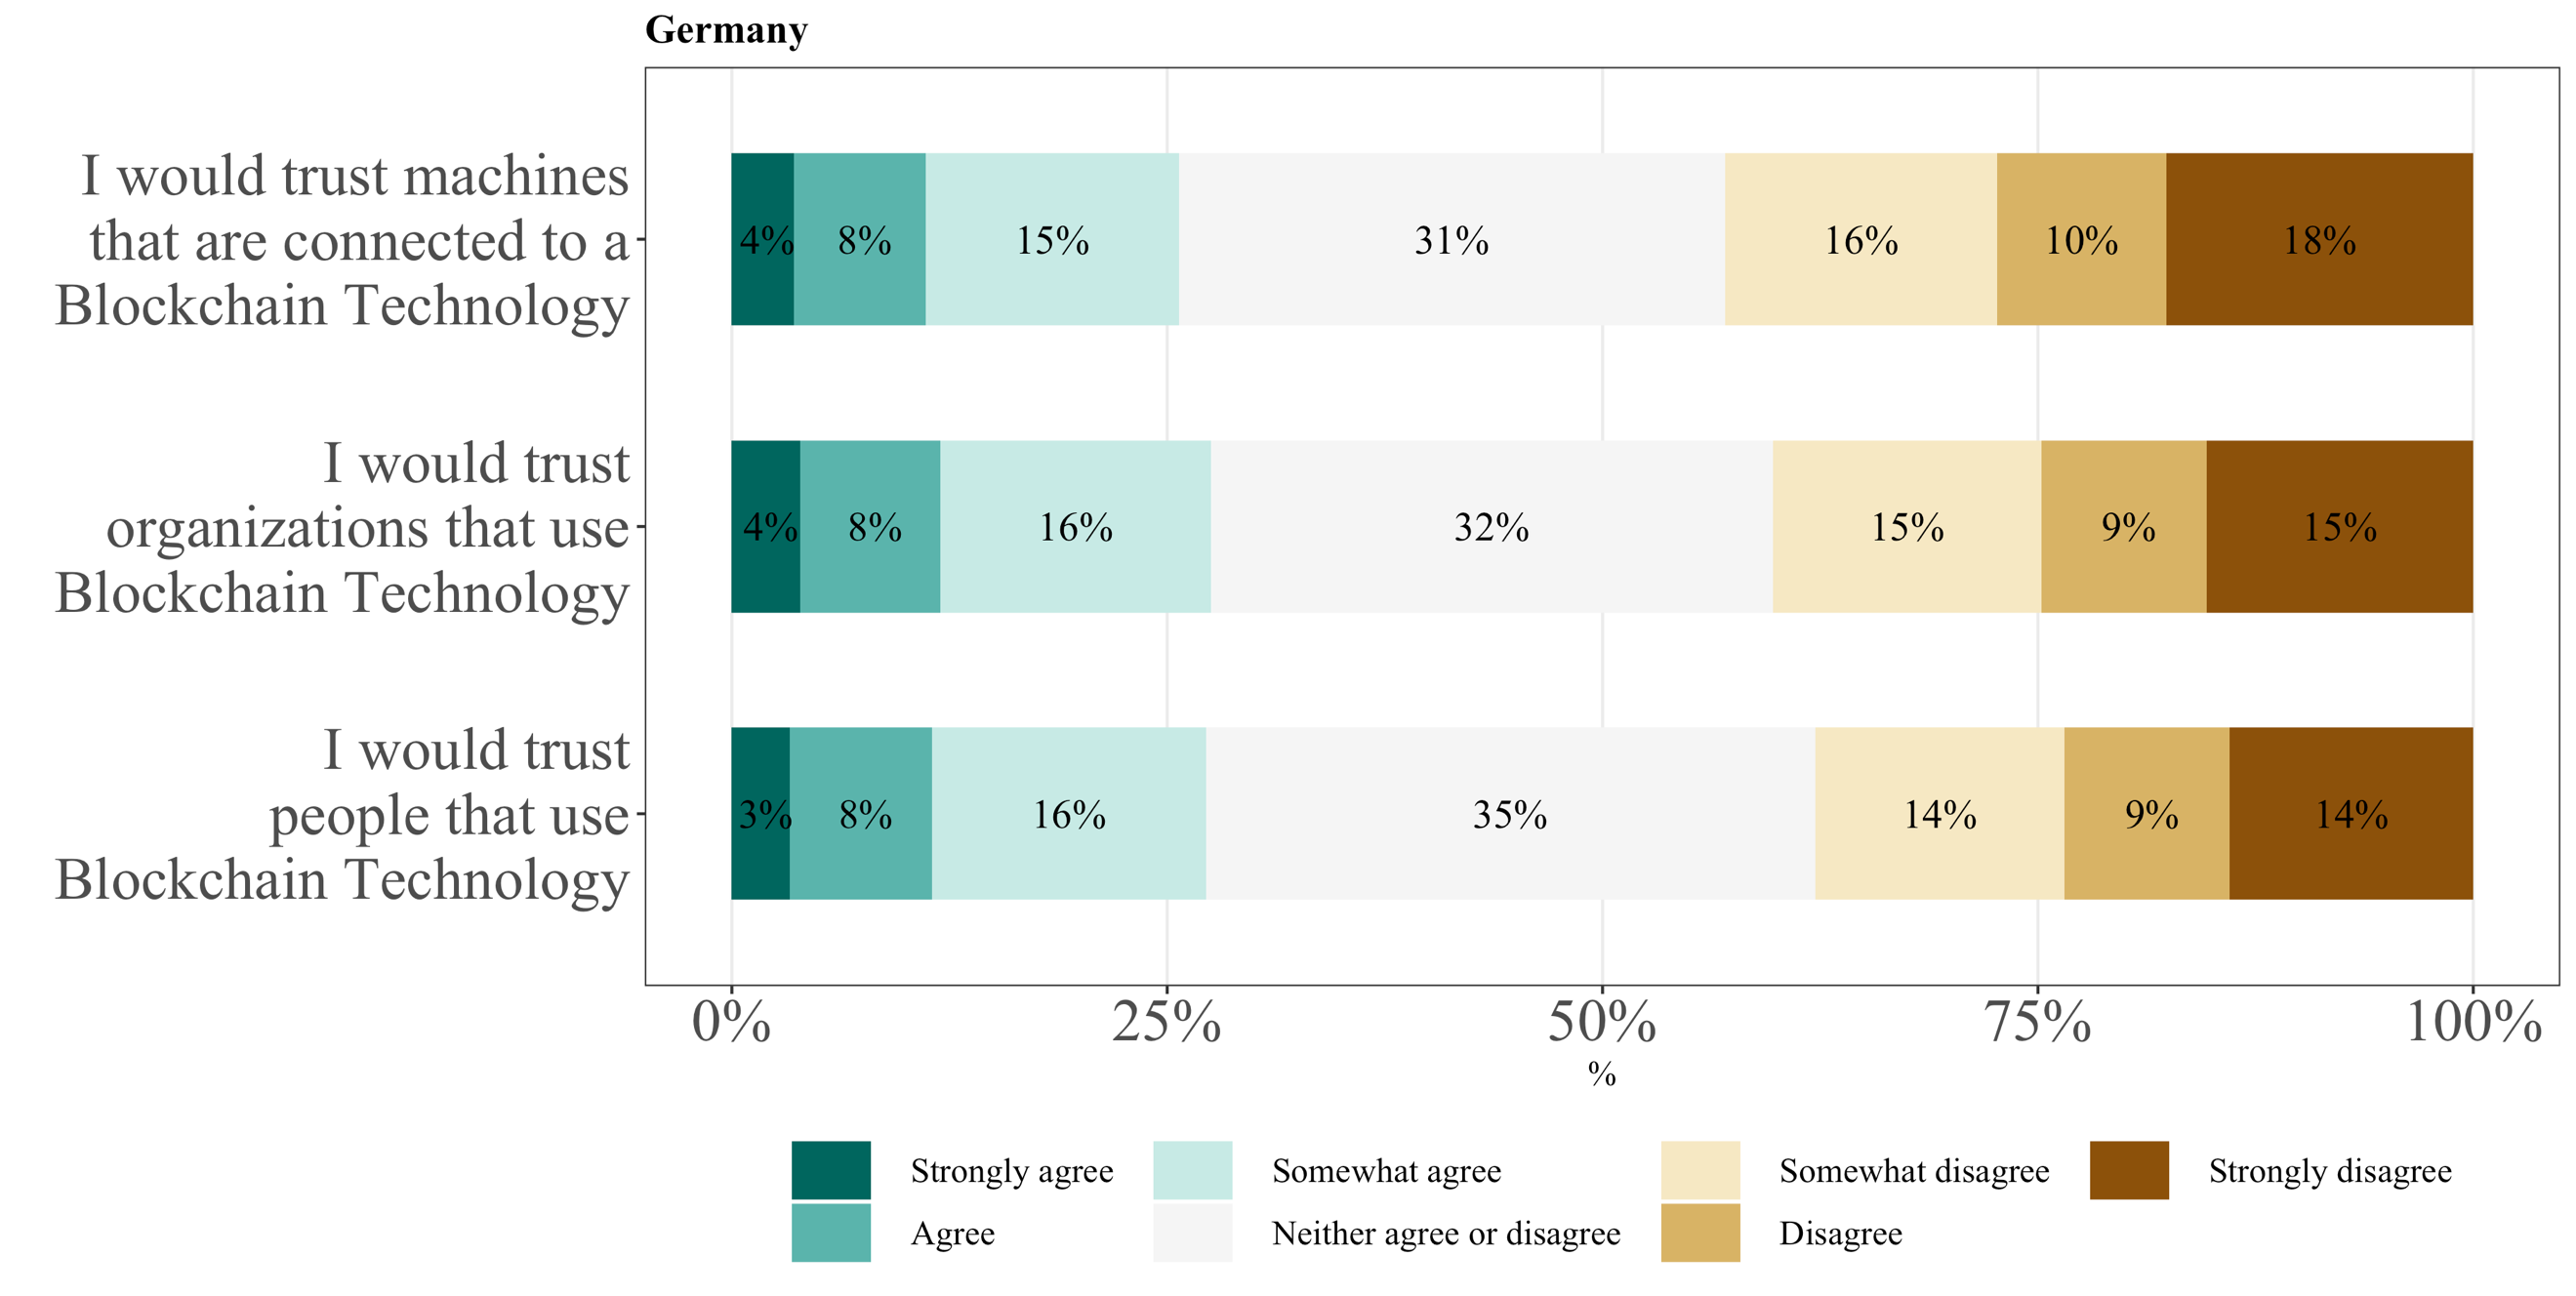 Germany
I would trust machines
that are connected to a
Blockchain Technology
4% 8% 15% 31% 16% 10% 18%
I would trust
organizations that use
Blockchain Technology
4% 8% 16% 32% 15% 9% 15%
I would trust
people that use
Blockchain Technology
3% 8% 16% 35% 14% 9% 14%
0% 25% 50% 75% 100%
%
Strongly agree Somewhat agree Somewhat disagree Strongly disagree
Agree Neither agree or disagree Disagree